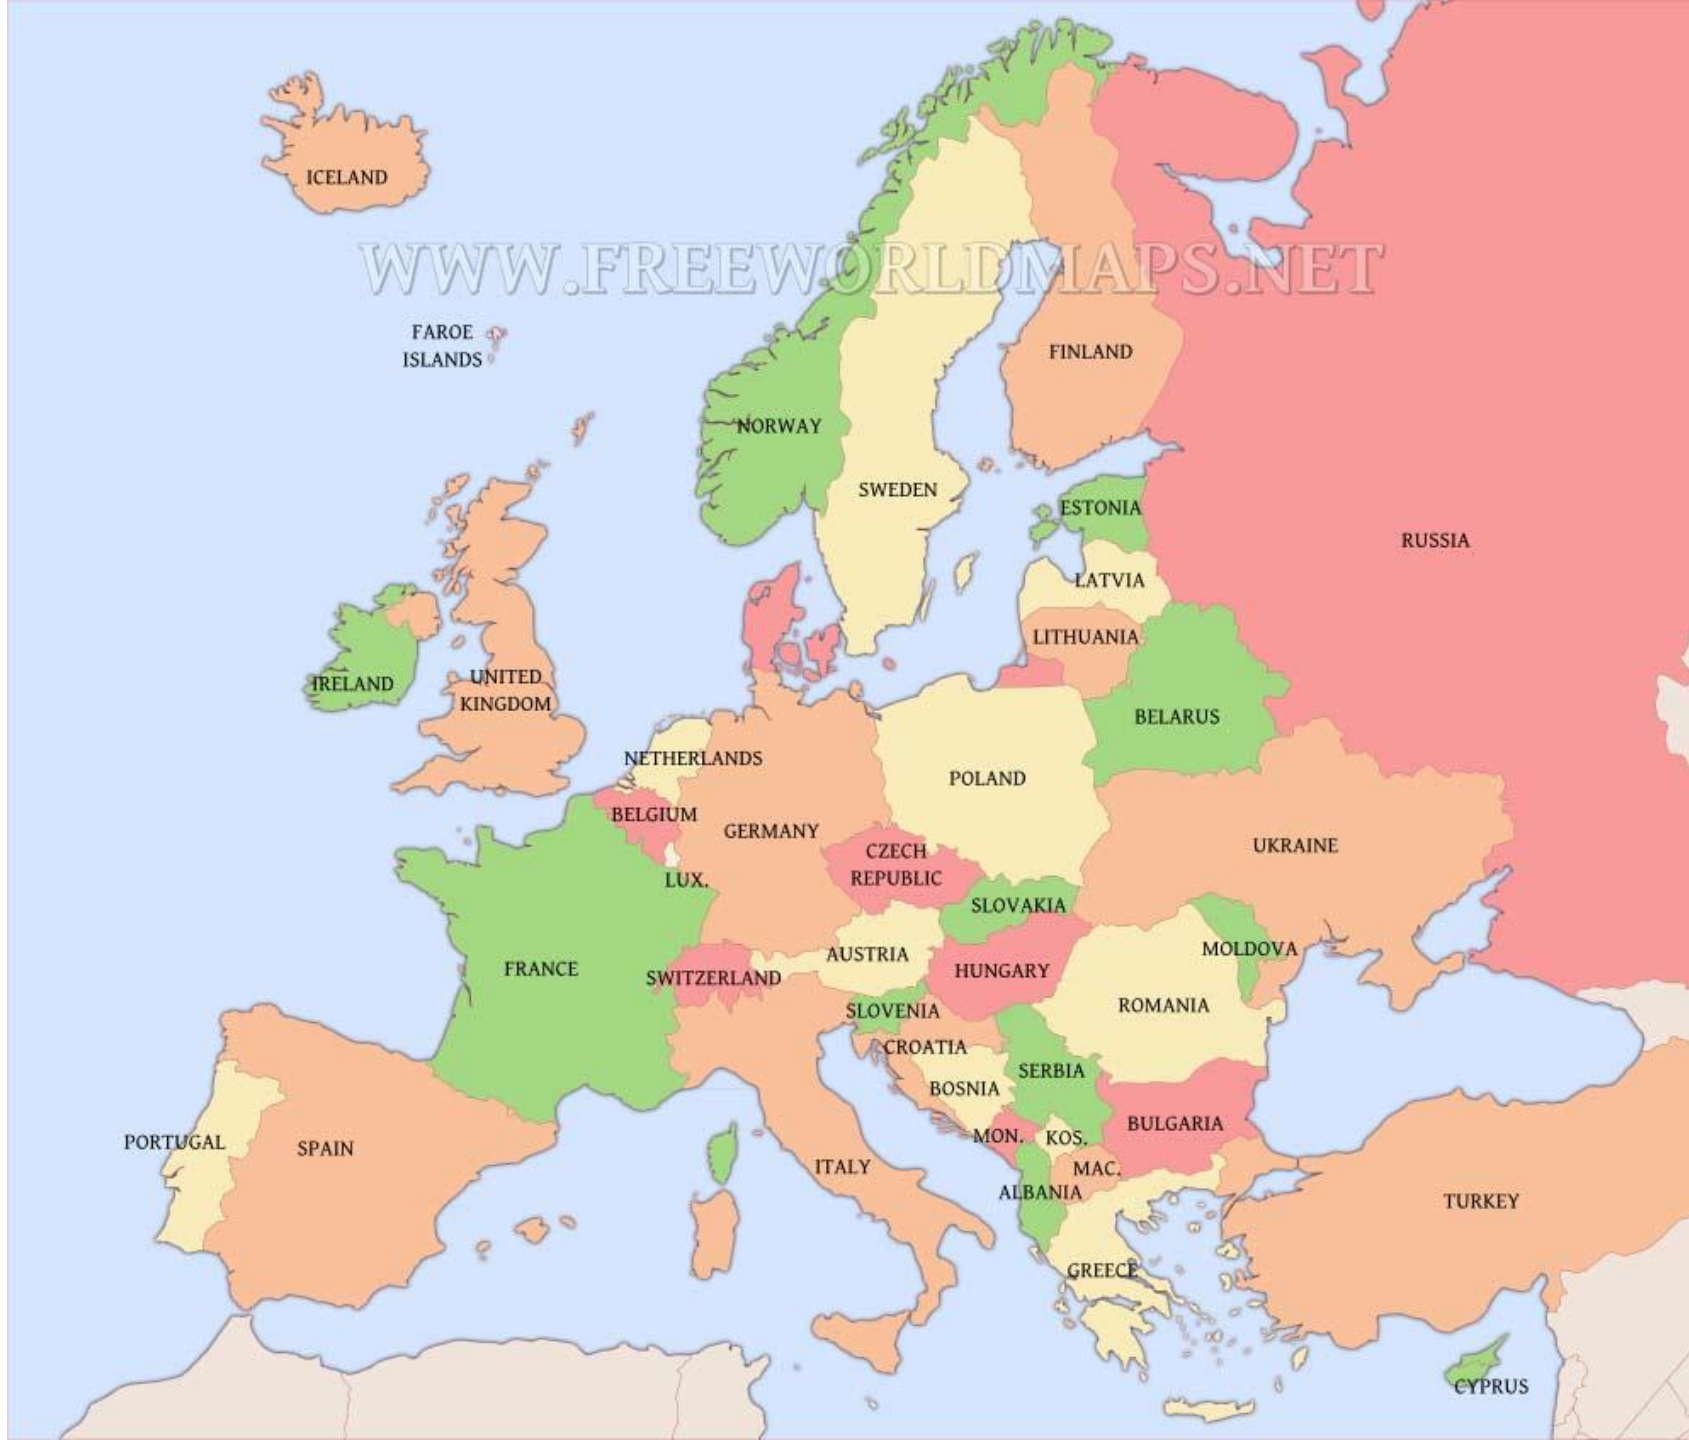 ICELAND
WWW.FREEWORLDMAPS.NET
FAROE
ISLANDS
FINLAND
NORWAY
SWEDEN
ESTONIA
RUSSIA
LATVIA
LITHUANIA
IRELAND
UNITED
KINGDOM
BELARUS
NETHERLANDS
POLAND
BELGIUM
GERMANY
UKRAINE
CZECH
REPUBLIC
LUX.
SLOVAKIA
MOLDOVA
AUSTRIA
FRANCE
SWITZERLAND
HUNGARY
ROMANIA
SLOVENIA
CROATIA
SERBIA
BOSNIA
BULGARIA
PORTUGAL
SPAIN
MON.
KOS.
ITALY
MAC.
ALBANIA
TURKEY
GREECE
CYPRUS